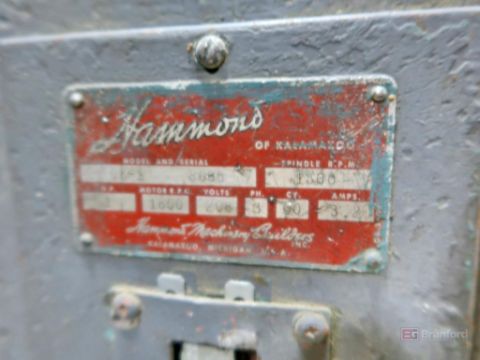 Hammond
OF KALAMAZOO
MODEL AND SERIAL SPINDLE R.P.M.
H.P. MOTOR R.P.M. VOLTS PH. CY. AMPS.
1800 208 3 60
Hammond Machinery Builders
INC.
KALAMAZOO, MICHIGAN U.S.A.
Branford